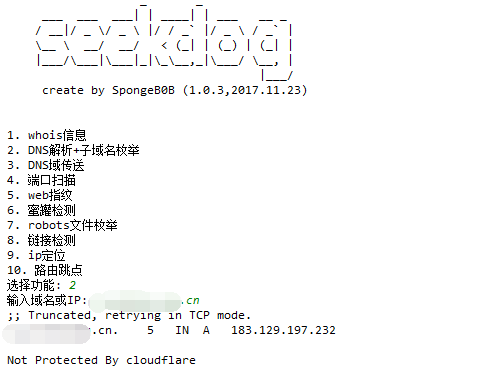 seekdog
create by SpongeB0B (1.0.3,2017.11.23)
1. whois信息
2. DNS解析+子域名枚举
3. DNS域传送
4. 端口扫描
5. web指纹
6. 蜜罐检测
7. robots文件枚举
8. 链接检测
9. ip定位
10. 路由跳点
选择功能: 2
输入域名或IP: .cn
;; Truncated, retrying in TCP mode.
.cn. 5 IN A 183.129.197.232
Not Protected By cloudflare